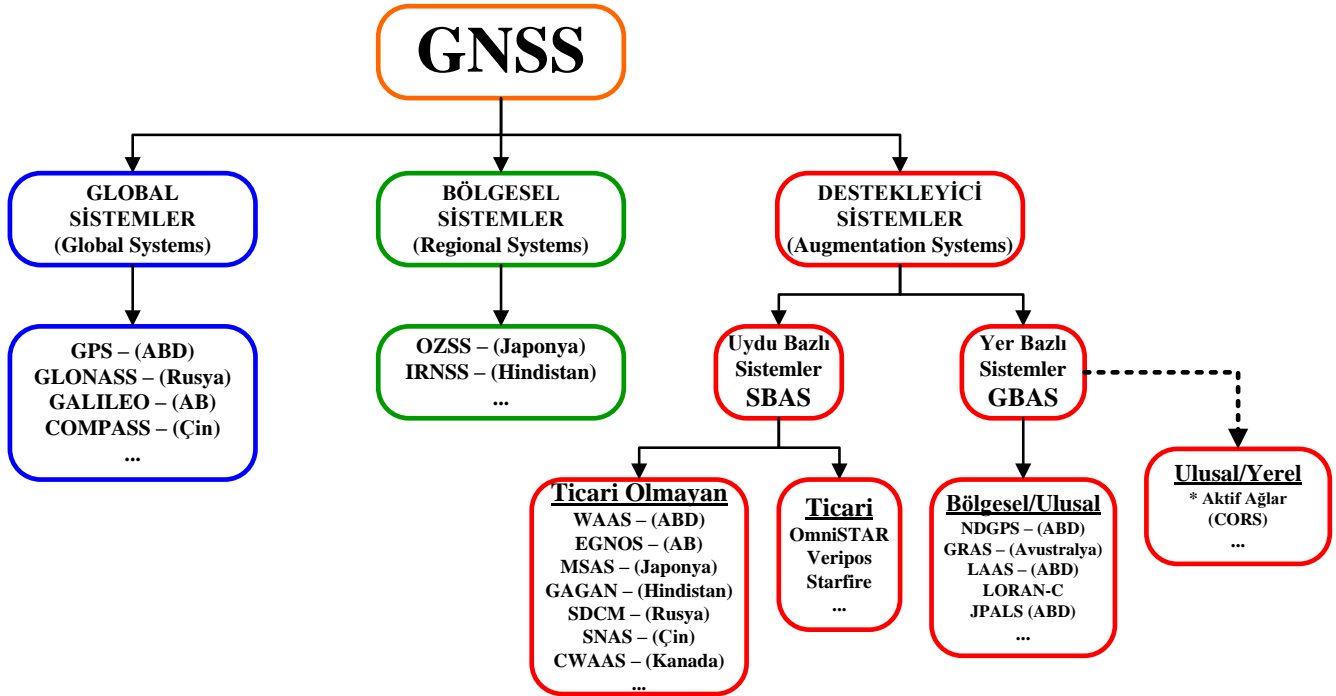 GNSS
GLOBAL
SİSTEMLER
(Global Systems)
BÖLGESEL
SİSTEMLER
(Regional Systems)
DESTEKLEYİCİ
SİSTEMLER
(Augmentation Systems)
GPS – (ABD)
GLONASS – (Rusya)
GALILEO – (AB)
COMPASS – (Çin)
...
OZSS – (Japonya)
IRNSS – (Hindistan)
...
Uydu Bazlı
Sistemler
SBAS
Yer Bazlı
Sistemler
GBAS
Ticari Olmayan
WAAS – (ABD)
EGNOS – (AB)
MSAS – (Japonya)
GAGAN – (Hindistan)
SDCM – (Rusya)
SNAS – (Çin)
CWAAS – (Kanada)
...
Ticari
OmniSTAR
Veripos
Starfire
...
Bölgesel/Ulusal
NDGPS – (ABD)
GRAS – (Avustralya)
LAAS – (ABD)
LORAN-C
JPALS (ABD)
...
Ulusal/Yerel
* Aktif Ağlar
(CORS)
...